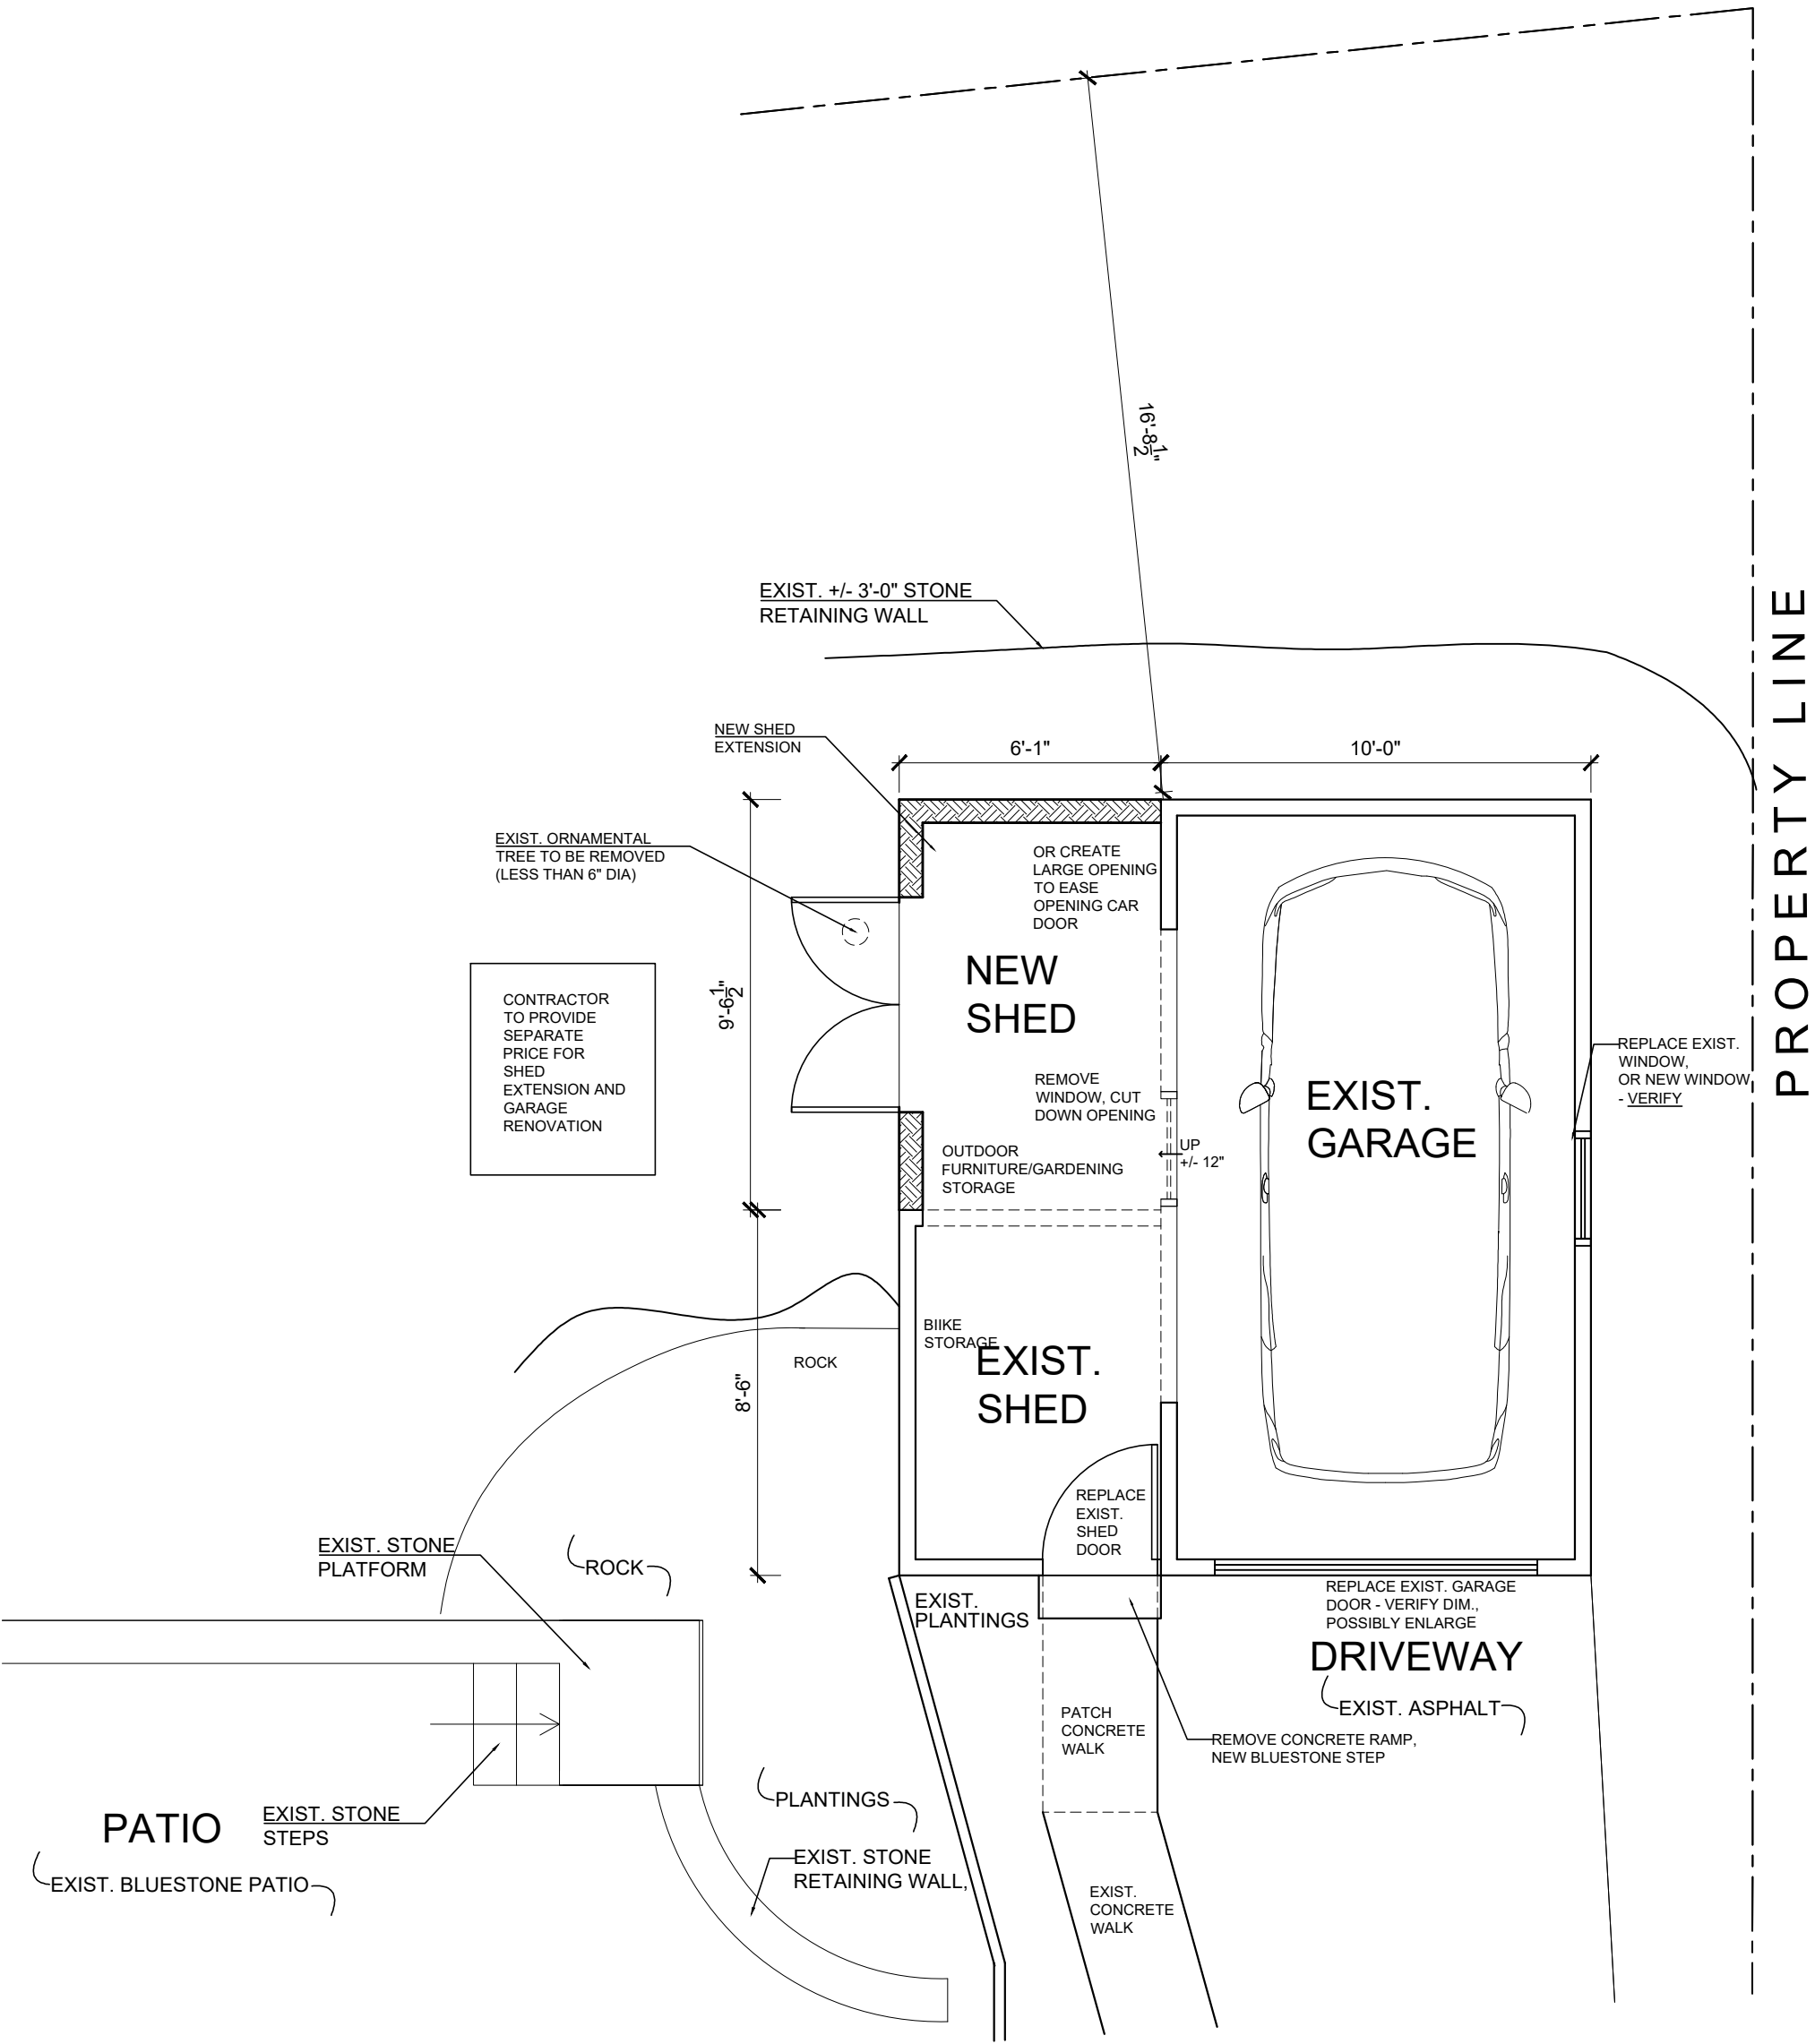 16'-8 1/2"
EXIST. +/- 3'-0" STONE
RETAINING WALL
PROPERTY LINE
NEW SHED
EXTENSION
6'-1"
10'-0"
EXIST. ORNAMENTAL
TREE TO BE REMOVED
(LESS THAN 6" DIA)
OR CREATE
LARGE OPENING
TO EASE
OPENING CAR
DOOR
NEW
SHED
9'-6 1/2"
CONTRACTOR
TO PROVIDE
SEPARATE
PRICE FOR
SHED
EXTENSION AND
GARAGE
RENOVATION
REMOVE
WINDOW, CUT
DOWN OPENING
EXIST.
GARAGE
REPLACE EXIST.
WINDOW,
OR NEW WINDOW
- VERIFY
UP
+/- 12"
OUTDOOR
FURNITURE/GARDENING
STORAGE
BIIKE
STORAGE
EXIST.
SHED
ROCK
8'-6"
REPLACE
EXIST.
SHED
DOOR
EXIST. STONE
PLATFORM
ROCK
EXIST.
PLANTINGS
REPLACE EXIST. GARAGE
DOOR - VERIFY DIM.,
POSSIBLY ENLARGE
DRIVEWAY
EXIST. ASPHALT
PATCH
CONCRETE
WALK
REMOVE CONCRETE RAMP,
NEW BLUESTONE STEP
PLANTINGS
PATIO
EXIST. STONE
STEPS
EXIST. BLUESTONE PATIO
EXIST. STONE
RETAINING WALL,
EXIST.
CONCRETE
WALK